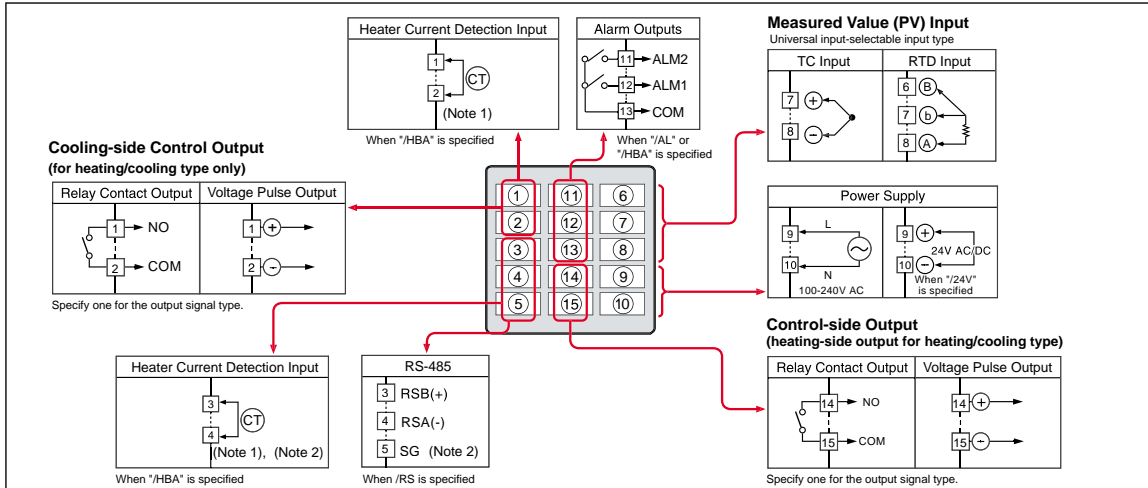 Heater Current Detection Input
1
2
CT
(Note 1)
When "/HBA" is specified
Alarm Outputs
11 ALM2
12 ALM1
13 COM
When "/AL" or
"/HBA" is specified
Measured Value (PV) Input
Universal input-selectable input type
TC Input
7 +
8 −
RTD Input
6 B
7 b
8 A
Cooling-side Control Output
(for heating/cooling type only)
Relay Contact Output
1 NO
2 COM
Voltage Pulse Output
1 +
2 -
Specify one for the output signal type.
1 11 6
2 12 7
3 13 8
4 14 9
5 15 10
Power Supply
9 L
10 N
100-240V AC
9 +
24V AC/DC
10 −
When "/24V"
is specified
Heater Current Detection Input
3
4
CT
(Note 1), (Note 2)
When "/HBA" is specified
RS-485
3 RSB(+)
4 RSA(-)
5 SG (Note 2)
When /RS is specified
Control-side Output
(heating-side output for heating/cooling type)
Relay Contact Output
14 NO
15 COM
Voltage Pulse Output
14 +
15 -
Specify one for the output signal type.